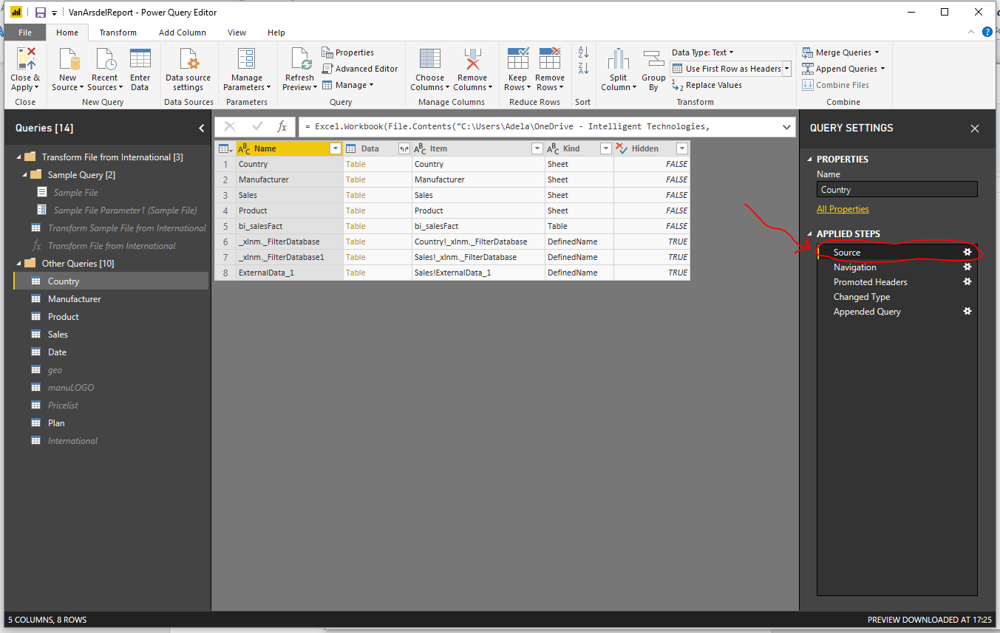 VanArsdelReport - Power Query Editor
File Home Transform Add Column View Help
Close & Apply
New Source
Recent Sources
Enter Data
Data source settings
Manage Parameters
Refresh Preview
Properties
Advanced Editor
Manage
Choose Columns
Remove Columns
Keep Rows
Remove Rows
Split Column
Group By
Data Type: Text
Use First Row as Headers
Replace Values
Merge Queries
Append Queries
Combine Files
Close New Query Data Sources Parameters Query Manage Columns Reduce Rows Sort Transform Combine
Queries [14]
Transform File from International [3]
Sample Query [2]
Sample File
Sample File Parameter1 (Sample File)
Transform Sample File from International
fx Transform File from International
Other Queries [10]
Country
Manufacturer
Product
Sales
Date
geo
manuLOGO
Pricelist
Plan
International
fx = Excel.Workbook(File.Contents("C:\Users\Adela\OneDrive - Intelligent Technologies,
ABC Name Data ABC Item ABC Kind Hidden
1 Country Table Country Sheet FALSE
2 Manufacturer Table Manufacturer Sheet FALSE
3 Sales Table Sales Sheet FALSE
4 Product Table Product Sheet FALSE
5 bi_salesFact Table bi_salesFact Table FALSE
6 _xlnm._FilterDatabase Table Country!_xlnm._FilterDatabase DefinedName TRUE
7 _xlnm._FilterDatabase1 Table Sales!_xlnm._FilterDatabase DefinedName TRUE
8 ExternalData_1 Table Sales!ExternalData_1 DefinedName TRUE
QUERY SETTINGS
PROPERTIES
Name
Country
All Properties
APPLIED STEPS
Source
Navigation
Promoted Headers
Changed Type
Appended Query
5 COLUMNS, 8 ROWS
PREVIEW DOWNLOADED AT 17:25